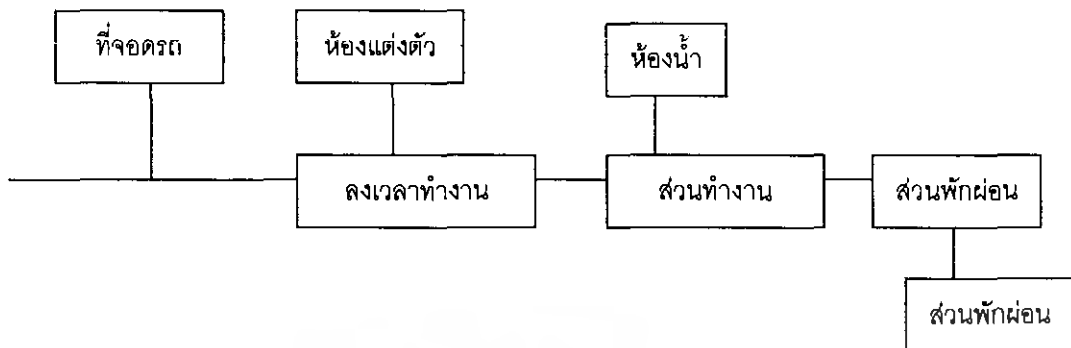 ที่จอดรถ
ห้องแต่งตัว
ห้องน้ำ
ลงเวลาทำงาน
ส่วนทำงาน
ส่วนพักผ่อน
ส่วนพักผ่อน